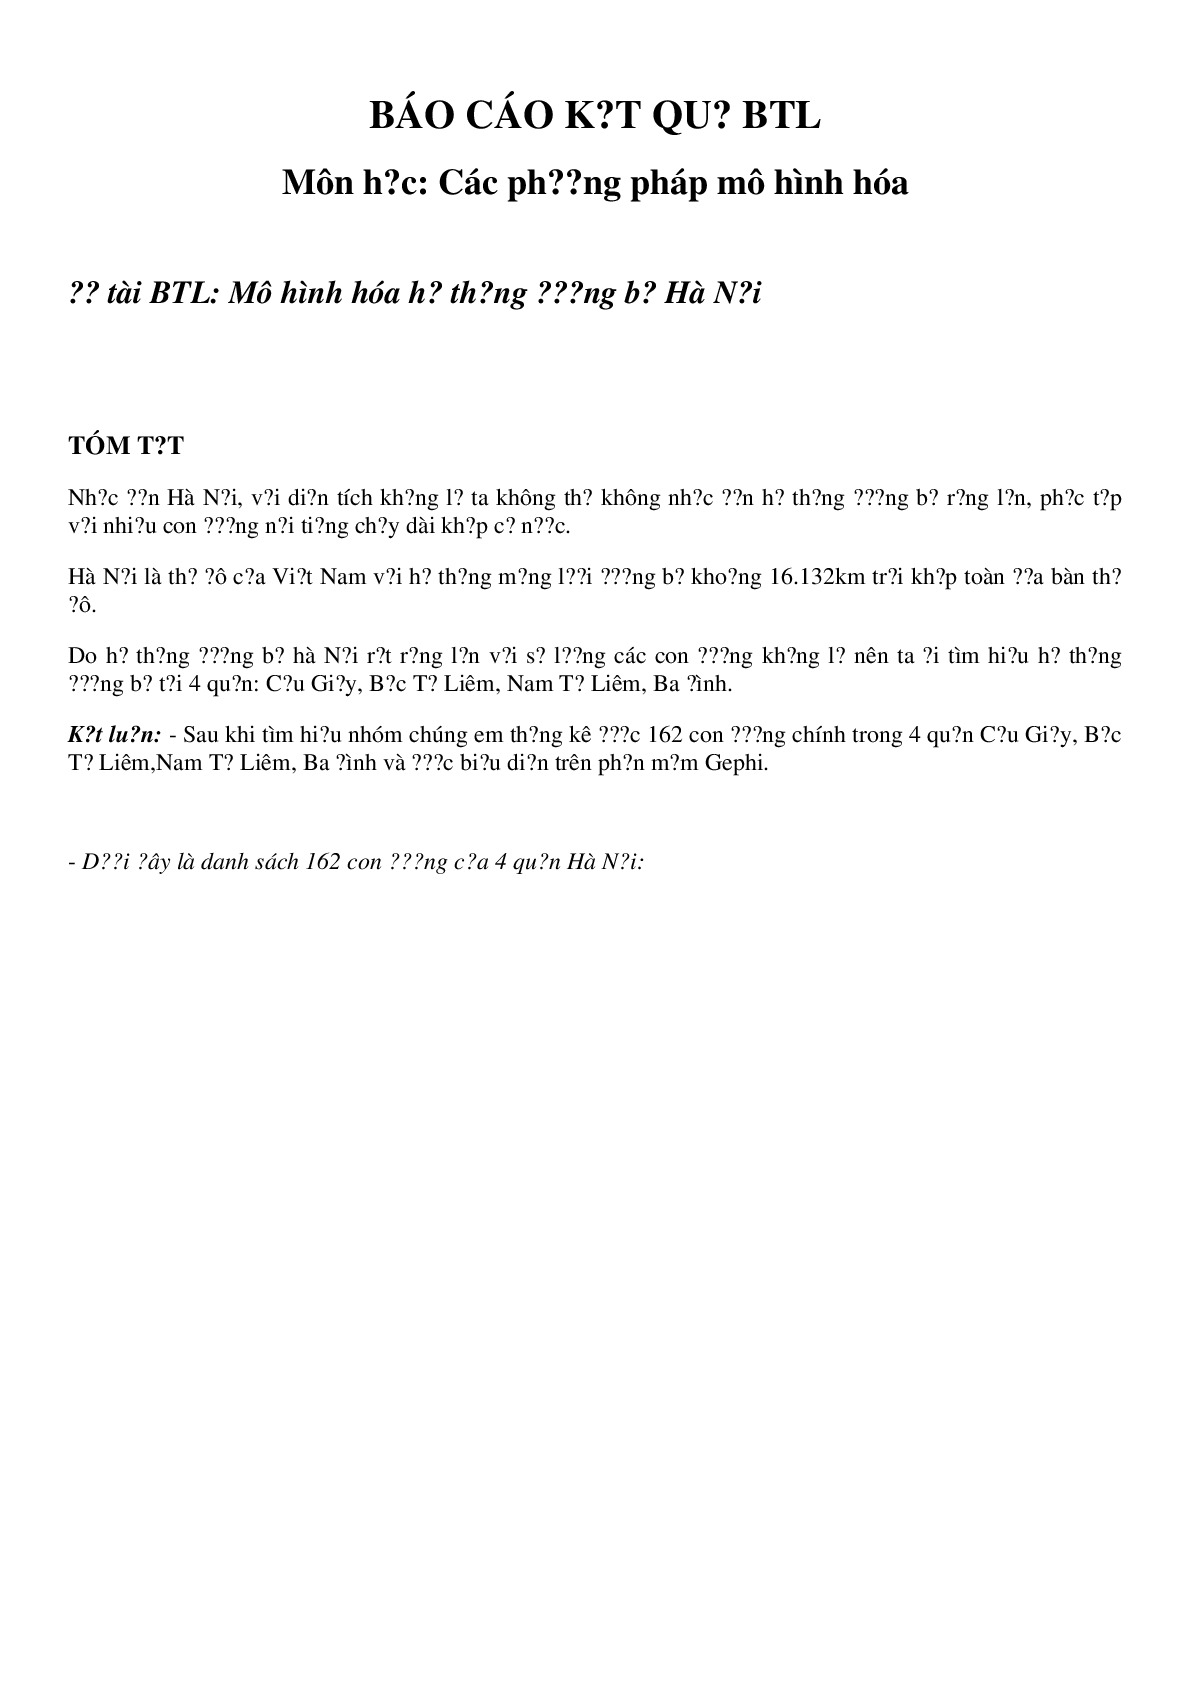 BÁO CÁO K?T QU? BTL
Môn h?c: Các ph??ng pháp mô hình hóa
?? tài BTL: Mô hình hóa h? th?ng ???ng b? Hà N?i
TÓM T?T
Nh?c ??n Hà N?i, v?i di?n tích kh?ng l? ta không th? không nh?c ??n h? th?ng ???ng b? r?ng l?n, ph?c t?p
v?i nhi?u con ???ng n?i ti?ng ch?y dài kh?p c? n??c.
Hà N?i là th? ?ô c?a Vi?t Nam v?i h? th?ng m?ng l??i ???ng b? kho?ng 16.132km tr?i kh?p toàn ??a bàn th?
?ô.
Do h? th?ng ???ng b? hà N?i r?t r?ng l?n v?i s? l??ng các con ???ng kh?ng l? nên ta ?i tìm hi?u h? th?ng
???ng b? t?i 4 qu?n: C?u Gi?y, B?c T? Liêm, Nam T? Liêm, Ba ?ình.
K?t lu?n: - Sau khi tìm hi?u nhóm chúng em th?ng kê ???c 162 con ???ng chính trong 4 qu?n C?u Gi?y, B?c
T? Liêm,Nam T? Liêm, Ba ?ình và ???c bi?u di?n trên ph?n m?m Gephi.
- D??i ?ây là danh sách 162 con ???ng c?a 4 qu?n Hà N?i: